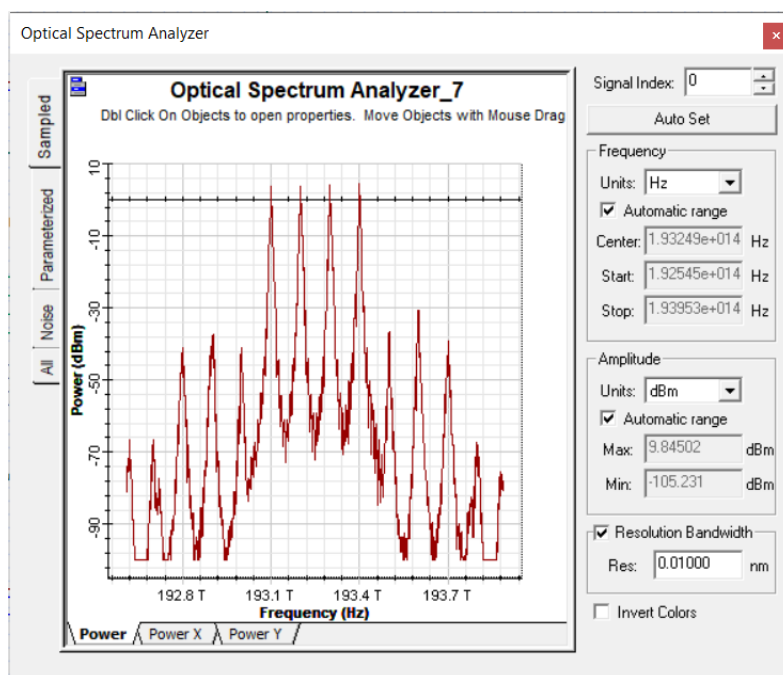 Optical Spectrum Analyzer
×
Sampled
Parameterized
Noise
All
Optical Spectrum Analyzer_7
Dbl Click On Objects to open properties. Move Objects with Mouse Drag
Power (dBm)
10
-10
-30
-50
-70
-90
192.8 T
193.1 T
193.4 T
193.7 T
Frequency (Hz)
Power
Power X
Power Y
Signal Index: 0
Auto Set
Frequency
Units: Hz
Automatic range
Center: 1.93249e+014 Hz
Start: 1.92545e+014 Hz
Stop: 1.93953e+014 Hz
Amplitude
Units: dBm
Automatic range
Max: 9.84502 dBm
Min: -105.231 dBm
Resolution Bandwidth
Res: 0.01000 nm
Invert Colors